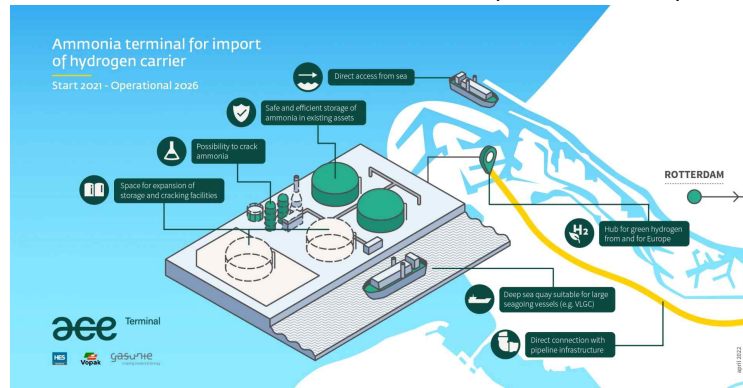 Ammonia terminal for import
of hydrogen carrier
Start 2021 - Operational 2026
Direct access from sea
Safe and efficient storage of
ammonia in existing assets
Possibility to crack
ammonia
Space for expansion of
storage and cracking facilities
ROTTERDAM
H2
Hub for green hydrogen
from and for Europe
Deep sea quay suitable for large
seagoing vessels (e.g. VLGC)
Direct connection with
pipeline infrastructure
ace Terminal
HES
Vopak
gasunie
april 2022